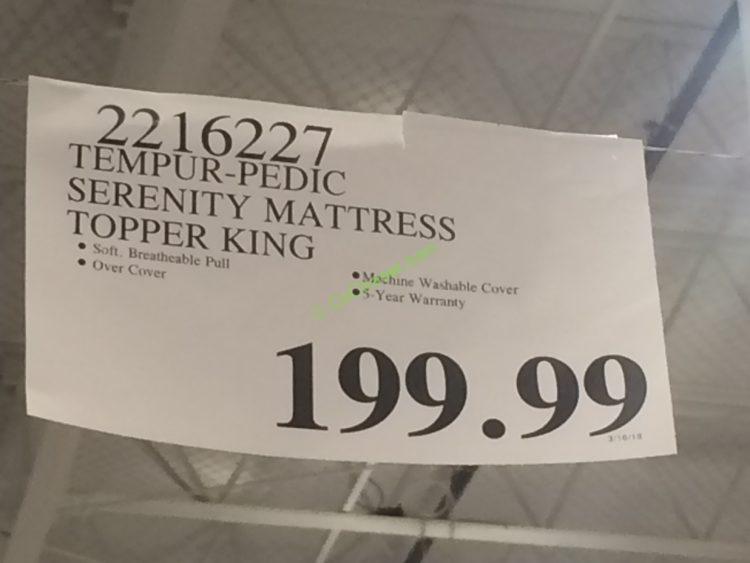 2216227
TEMPUR-PEDIC
SERENITY MATTRESS
TOPPER KING
• Soft, Breatheable Pull
• Over Cover
• Machine Washable Cover
• 5-Year Warranty
199.99
3/16/18